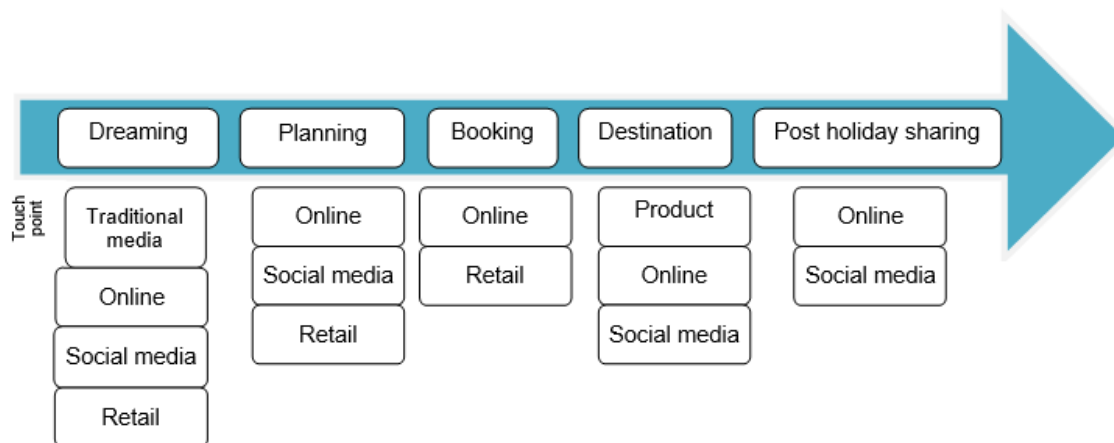 Dreaming
Planning
Booking
Destination
Post holiday sharing
Touch
point
Traditional
media
Online
Social media
Retail
Online
Social media
Retail
Online
Retail
Product
Online
Social media
Online
Social media